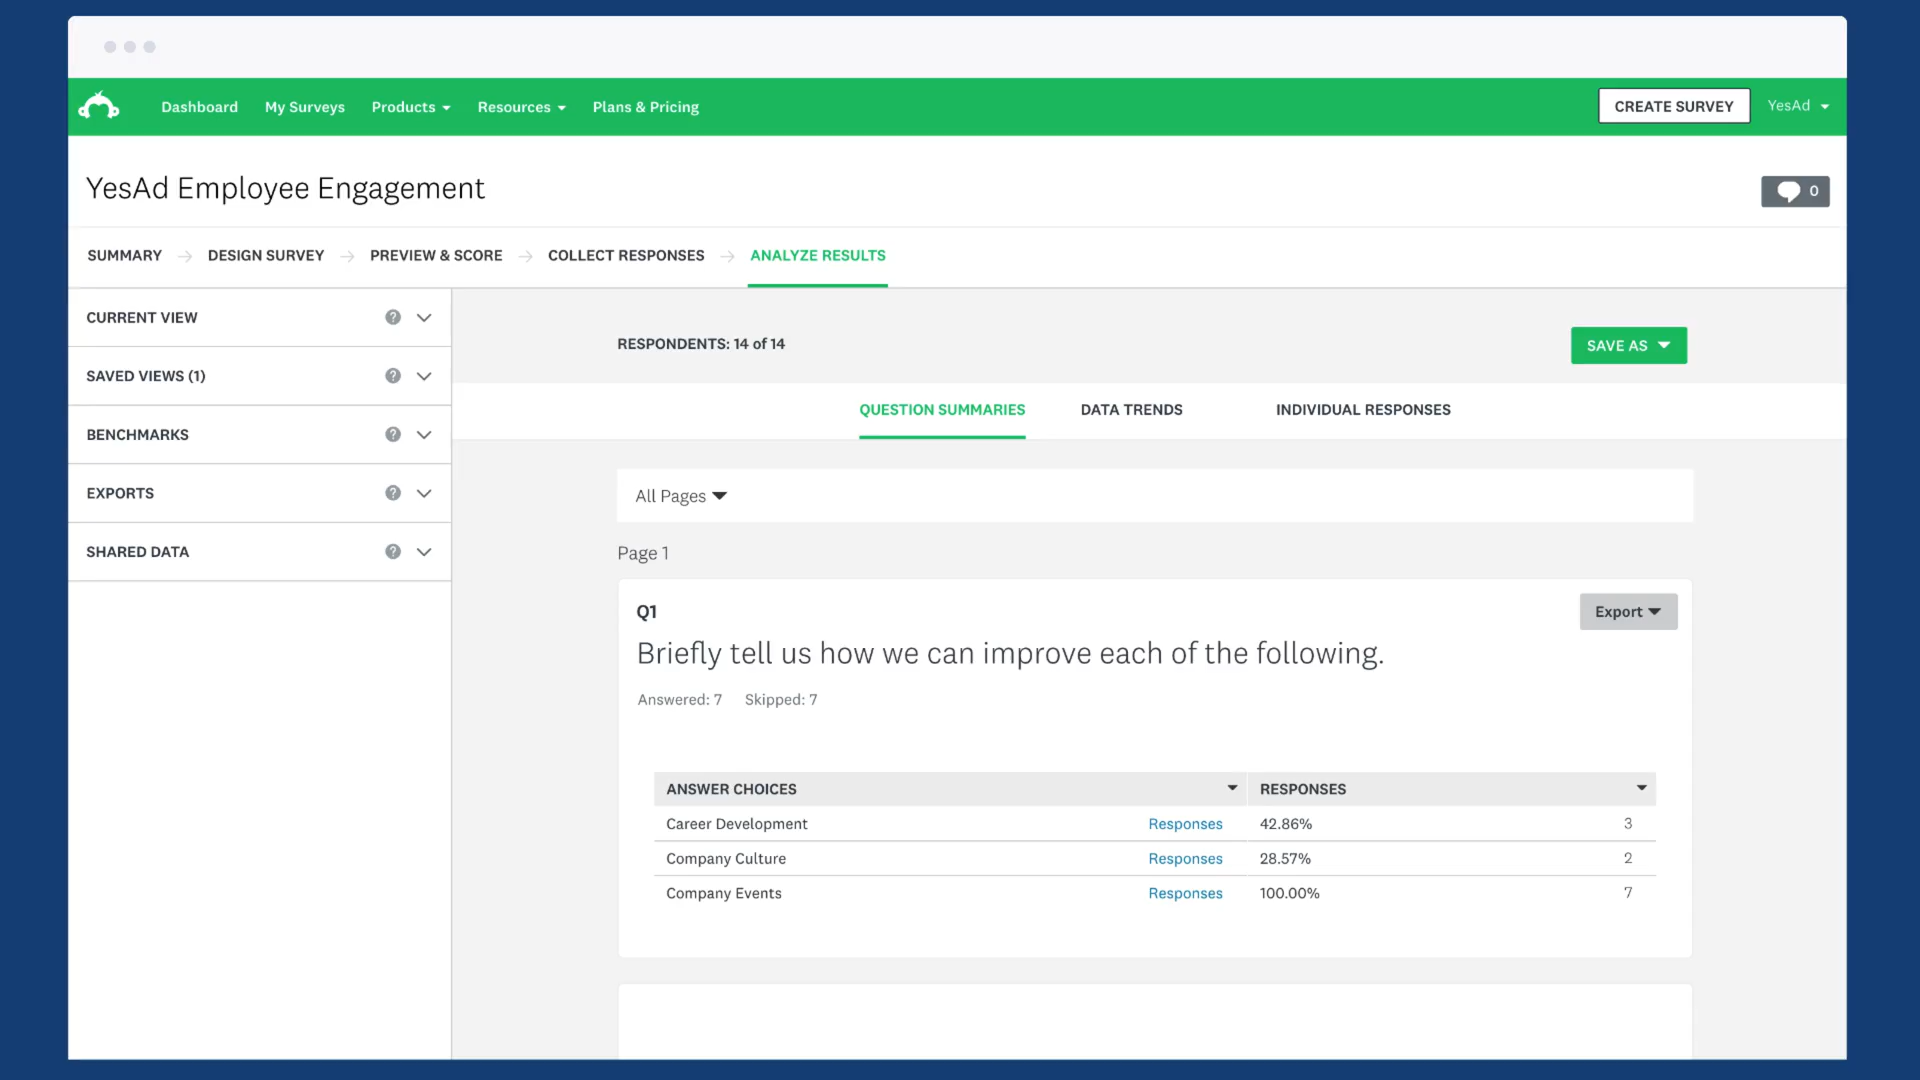 Dashboard My Surveys Products Resources Plans & Pricing CREATE SURVEY YesAd
YesAd Employee Engagement
0
SUMMARY DESIGN SURVEY PREVIEW & SCORE COLLECT RESPONSES ANALYZE RESULTS
CURRENT VIEW ?
SAVED VIEWS (1) ?
BENCHMARKS ?
EXPORTS ?
SHARED DATA ?
RESPONDENTS: 14 of 14 SAVE AS
QUESTION SUMMARIES DATA TRENDS INDIVIDUAL RESPONSES
All Pages
Page 1
Q1 Export
Briefly tell us how we can improve each of the following.
Answered: 7 Skipped: 7
ANSWER CHOICES RESPONSES
Career Development Responses 42.86% 3
Company Culture Responses 28.57% 2
Company Events Responses 100.00% 7